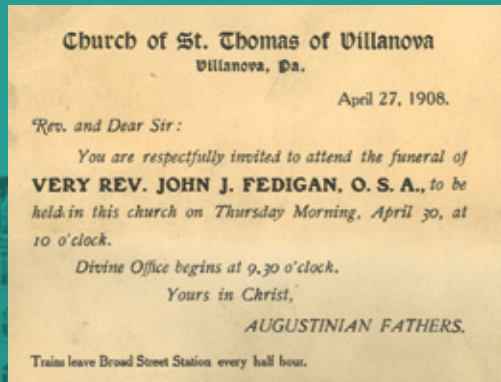 Church of St. Thomas of Villanova
Villanova, Pa.
April 27, 1908.
Rev. and Dear Sir:
You are respectfully invited to attend the funeral of
VERY REV. JOHN J. FEDIGAN, O. S. A., to be
held in this church on Thursday Morning, April 30, at
10 o'clock.
Divine Office begins at 9.30 o'clock.
Yours in Christ,
AUGUSTINIAN FATHERS.
Trains leave Broad Street Station every half hour.